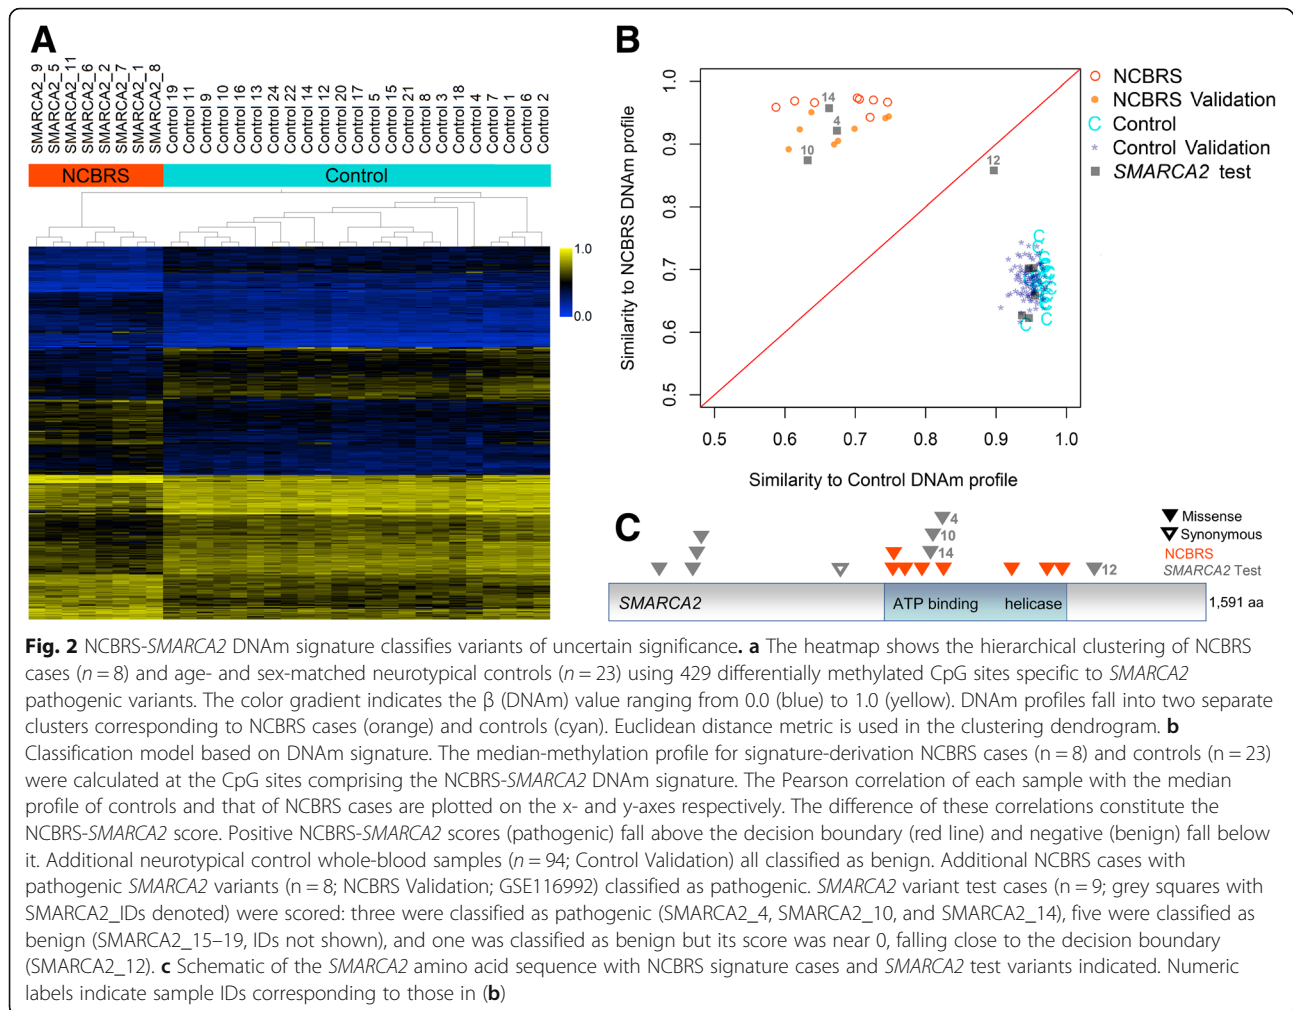 A
SMARCA2_9
SMARCA2_5
SMARCA2_11
SMARCA2_6
SMARCA2_2
SMARCA2_7
SMARCA2_1
SMARCA2_8
Control 19
Control 11
Control 9
Control 10
Control 16
Control 13
Control 24
Control 22
Control 14
Control 12
Control 20
Control 17
Control 5
Control 15
Control 21
Control 8
Control 3
Control 18
Control 4
Control 7
Control 1
Control 6
Control 2
NCBRS
Control
1.0
0.0
B
Similarity to NCBRS DNAm profile
1.0
0.9
0.8
0.7
0.6
0.5
14
4
10
12
0.5
0.6
0.7
0.8
0.9
1.0
Similarity to Control DNAm profile
NCBRS
NCBRS Validation
C Control
* Control Validation
SMARCA2 test
C
4
10
14
12
Missense
Synonymous
NCBRS
SMARCA2 Test
SMARCA2
ATP binding
helicase
1,591 aa
Fig. 2 NCBRS-SMARCA2 DNAm signature classifies variants of uncertain significance. a The heatmap shows the hierarchical clustering of NCBRS
cases (n = 8) and age- and sex-matched neurotypical controls (n = 23) using 429 differentially methylated CpG sites specific to SMARCA2
pathogenic variants. The color gradient indicates the β (DNAm) value ranging from 0.0 (blue) to 1.0 (yellow). DNAm profiles fall into two separate
clusters corresponding to NCBRS cases (orange) and controls (cyan). Euclidean distance metric is used in the clustering dendrogram. b
Classification model based on DNAm signature. The median-methylation profile for signature-derivation NCBRS cases (n = 8) and controls (n = 23)
were calculated at the CpG sites comprising the NCBRS-SMARCA2 DNAm signature. The Pearson correlation of each sample with the median
profile of controls and that of NCBRS cases are plotted on the x- and y-axes respectively. The difference of these correlations constitute the
NCBRS-SMARCA2 score. Positive NCBRS-SMARCA2 scores (pathogenic) fall above the decision boundary (red line) and negative (benign) fall below
it. Additional neurotypical control whole-blood samples (n = 94; Control Validation) all classified as benign. Additional NCBRS cases with
pathogenic SMARCA2 variants (n = 8; NCBRS Validation; GSE116992) classified as pathogenic. SMARCA2 variant test cases (n = 9; grey squares with
SMARCA2_IDs denoted) were scored: three were classified as pathogenic (SMARCA2_4, SMARCA2_10, and SMARCA2_14), five were classified as
benign (SMARCA2_15–19, IDs not shown), and one was classified as benign but its score was near 0, falling close to the decision boundary
(SMARCA2_12). c Schematic of the SMARCA2 amino acid sequence with NCBRS signature cases and SMARCA2 test variants indicated. Numeric
labels indicate sample IDs corresponding to those in (b)